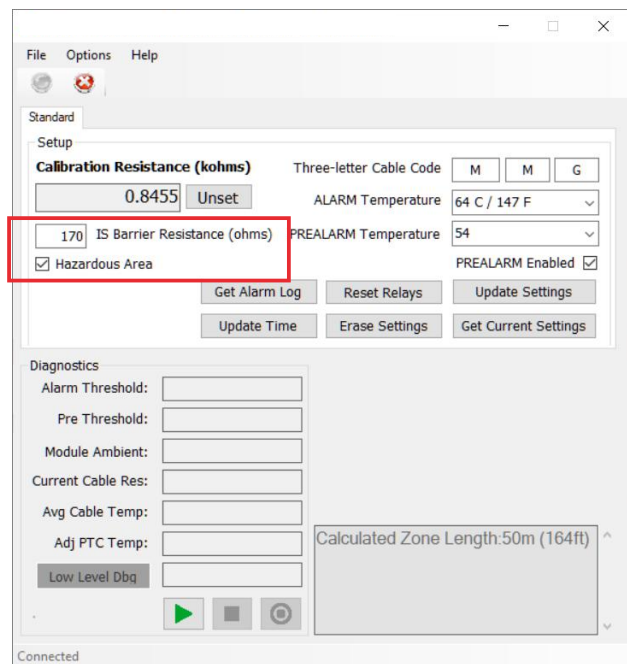 File Options Help
Standard
Setup
Calibration Resistance (kohms)
Three-letter Cable Code M M G
0.8455 Unset
ALARM Temperature 64 C / 147 F
170 IS Barrier Resistance (ohms)
PREALARM Temperature 54
Hazardous Area
PREALARM Enabled
Get Alarm Log Reset Relays Update Settings
Update Time Erase Settings Get Current Settings
Diagnostics
Alarm Threshold:
Pre Threshold:
Module Ambient:
Current Cable Res:
Avg Cable Temp:
Adj PTC Temp:
Calculated Zone Length:50m (164ft)
Low Level Dbg
Connected